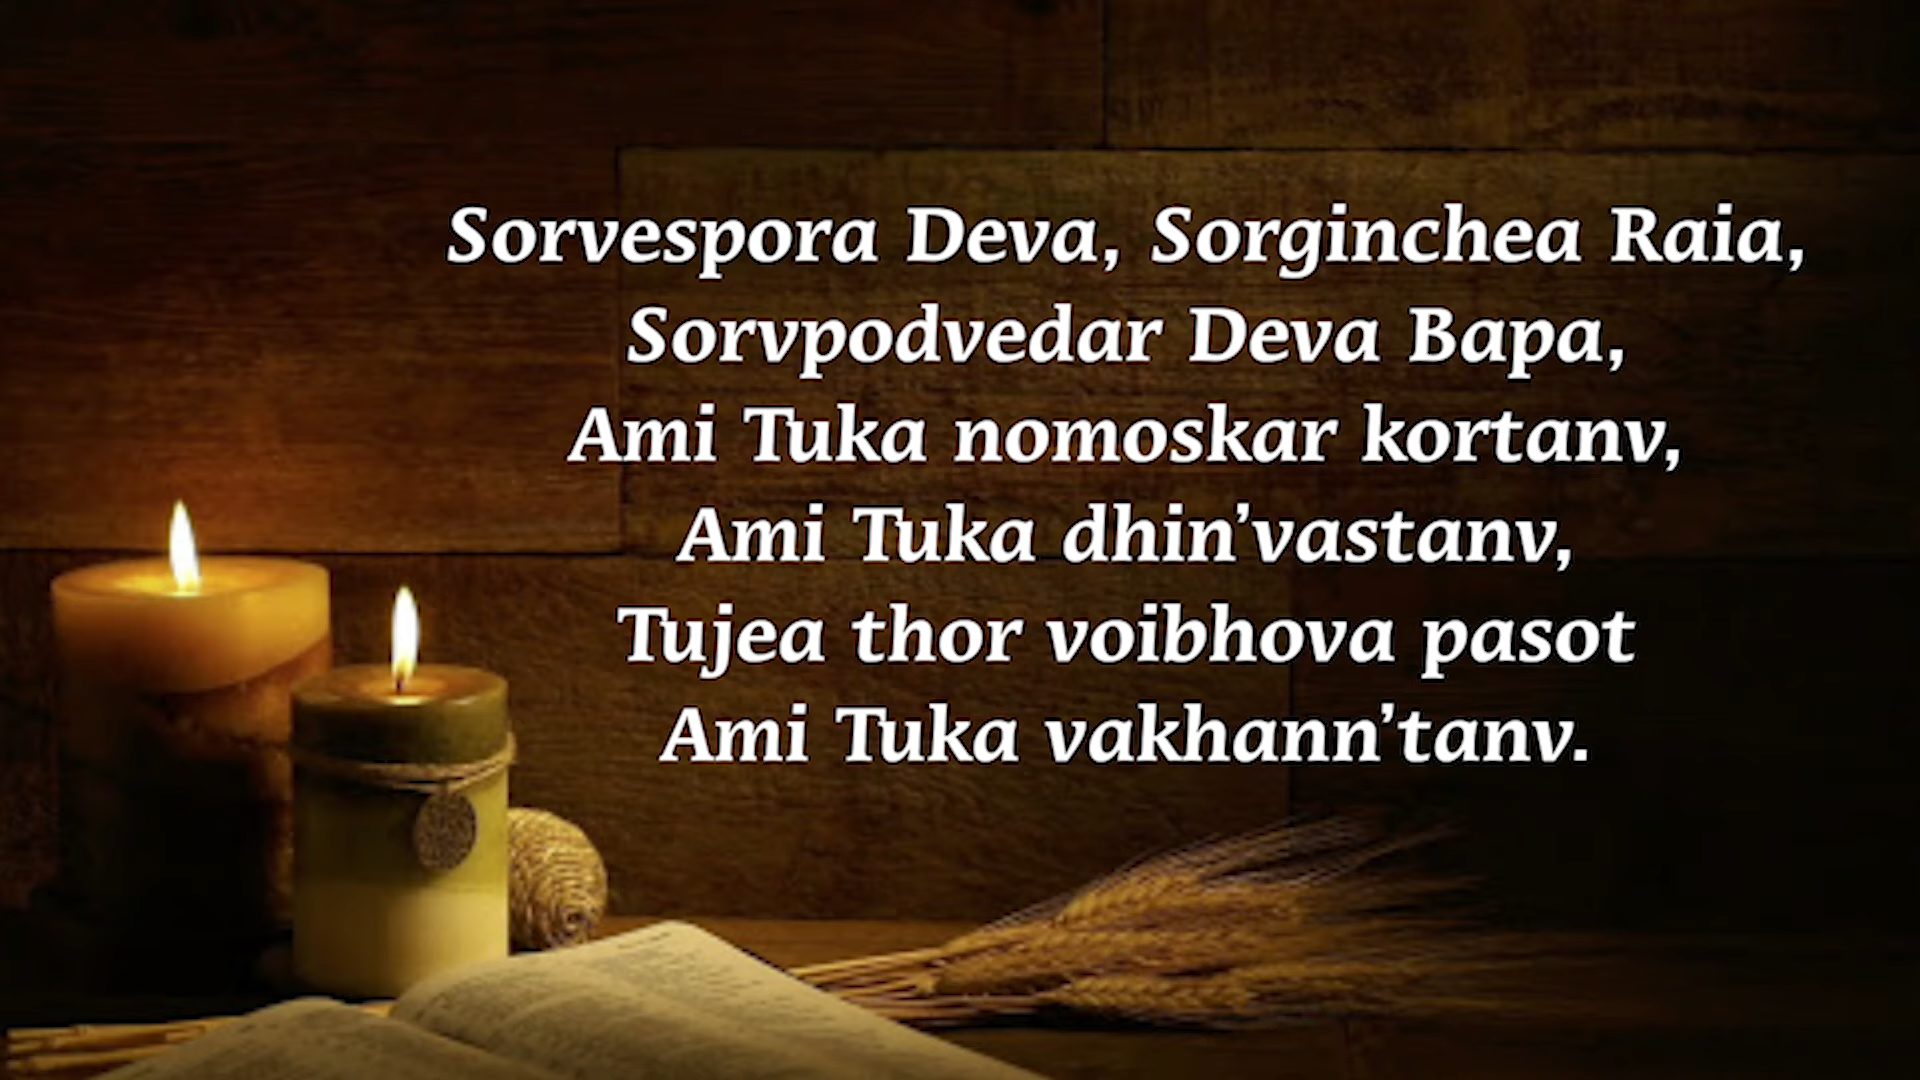 Sorvespora Deva, Sorginchea Raia,
Sorvpodvedar Deva Bapa,
Ami Tuka nomoskar kortanv,
Ami Tuka dhin'vastanv,
Tujea thor voibhova pasot
Ami Tuka vakhann'tanv.